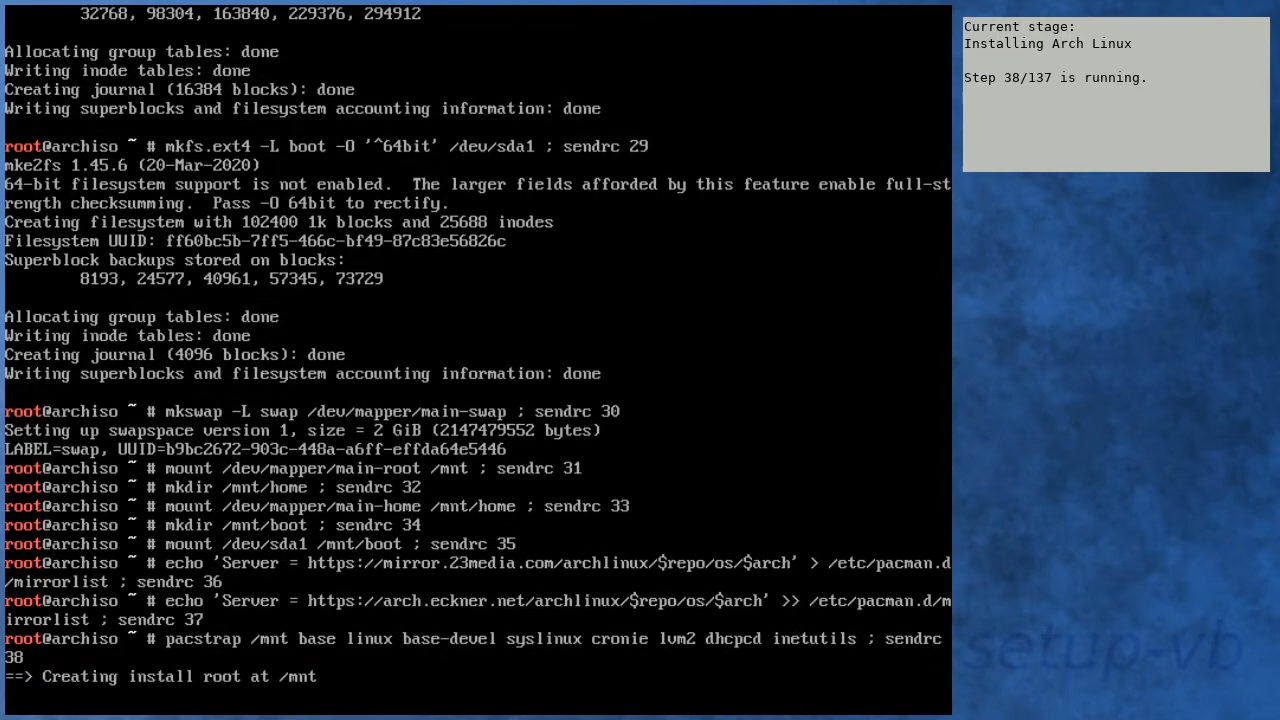 32768, 98304, 163840, 229376, 294912
Allocating group tables: done
Writing inode tables: done
Creating journal (16384 blocks): done
Writing superblocks and filesystem accounting information: done
root@archiso ~ # mkfs.ext4 -L boot -O '^64bit' /dev/sda1 ; sendrc 29
mke2fs 1.45.6 (20-Mar-2020)
64-bit filesystem support is not enabled.  The larger fields afforded by this feature enable full-st
rength checksumming.  Pass -O 64bit to rectify.
Creating filesystem with 102400 1k blocks and 25688 inodes
Filesystem UUID: ff60bc5b-7ff5-466c-bf49-87c83e56826c
Superblock backups stored on blocks:
8193, 24577, 40961, 57345, 73729
Allocating group tables: done
Writing inode tables: done
Creating journal (4096 blocks): done
Writing superblocks and filesystem accounting information: done
root@archiso ~ # mkswap -L swap /dev/mapper/main-swap ; sendrc 30
Setting up swapspace version 1, size = 2 GiB (2147479552 bytes)
LABEL=swap, UUID=b9bc2672-903c-448a-a6ff-effda64e5446
root@archiso ~ # mount /dev/mapper/main-root /mnt ; sendrc 31
root@archiso ~ # mkdir /mnt/home ; sendrc 32
root@archiso ~ # mount /dev/mapper/main-home /mnt/home ; sendrc 33
root@archiso ~ # mkdir /mnt/boot ; sendrc 34
root@archiso ~ # mount /dev/sda1 /mnt/boot ; sendrc 35
root@archiso ~ # echo 'Server = https://mirror.23media.com/archlinux/$repo/os/$arch' > /etc/pacman.d
/mirrorlist ; sendrc 36
root@archiso ~ # echo 'Server = https://arch.eckner.net/archlinux/$repo/os/$arch' >> /etc/pacman.d/m
irrorlist ; sendrc 37
root@archiso ~ # pacstrap /mnt base linux base-devel syslinux cronie lvm2 dhcpcd inetutils ; sendrc
38
==> Creating install root at /mnt
Current stage:
Installing Arch Linux
Step 38/137 is running.
setup-vb